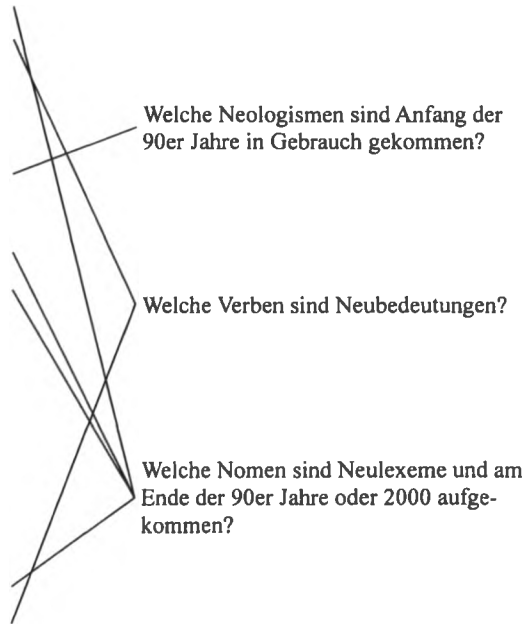 Welche Neologismen sind Anfang der
90er Jahre in Gebrauch gekommen?
Welche Verben sind Neubedeutungen?
Welche Nomen sind Neulexeme und am
Ende der 90er Jahre oder 2000 aufge-
kommen?